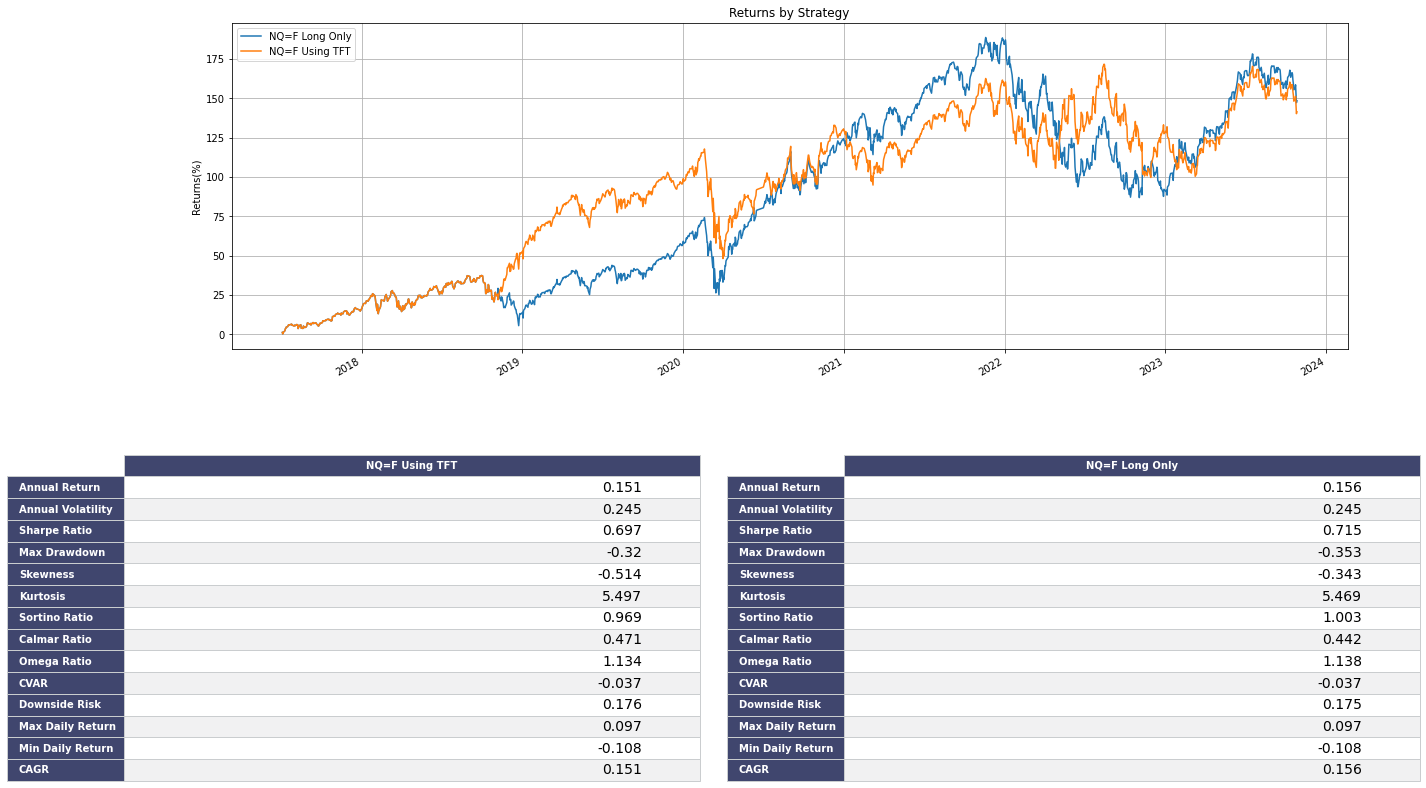 Returns by Strategy
NQ=F Long Only
NQ=F Using TFT
Returns(%)
175
150
125
100
75
50
25
0
2018
2019
2020
2021
2022
2023
2024
NQ=F Using TFT
Annual Return 0.151
Annual Volatility 0.245
Sharpe Ratio 0.697
Max Drawdown -0.32
Skewness -0.514
Kurtosis 5.497
Sortino Ratio 0.969
Calmar Ratio 0.471
Omega Ratio 1.134
CVAR -0.037
Downside Risk 0.176
Max Daily Return 0.097
Min Daily Return -0.108
CAGR 0.151
NQ=F Long Only
Annual Return 0.156
Annual Volatility 0.245
Sharpe Ratio 0.715
Max Drawdown -0.353
Skewness -0.343
Kurtosis 5.469
Sortino Ratio 1.003
Calmar Ratio 0.442
Omega Ratio 1.138
CVAR -0.037
Downside Risk 0.175
Max Daily Return 0.097
Min Daily Return -0.108
CAGR 0.156